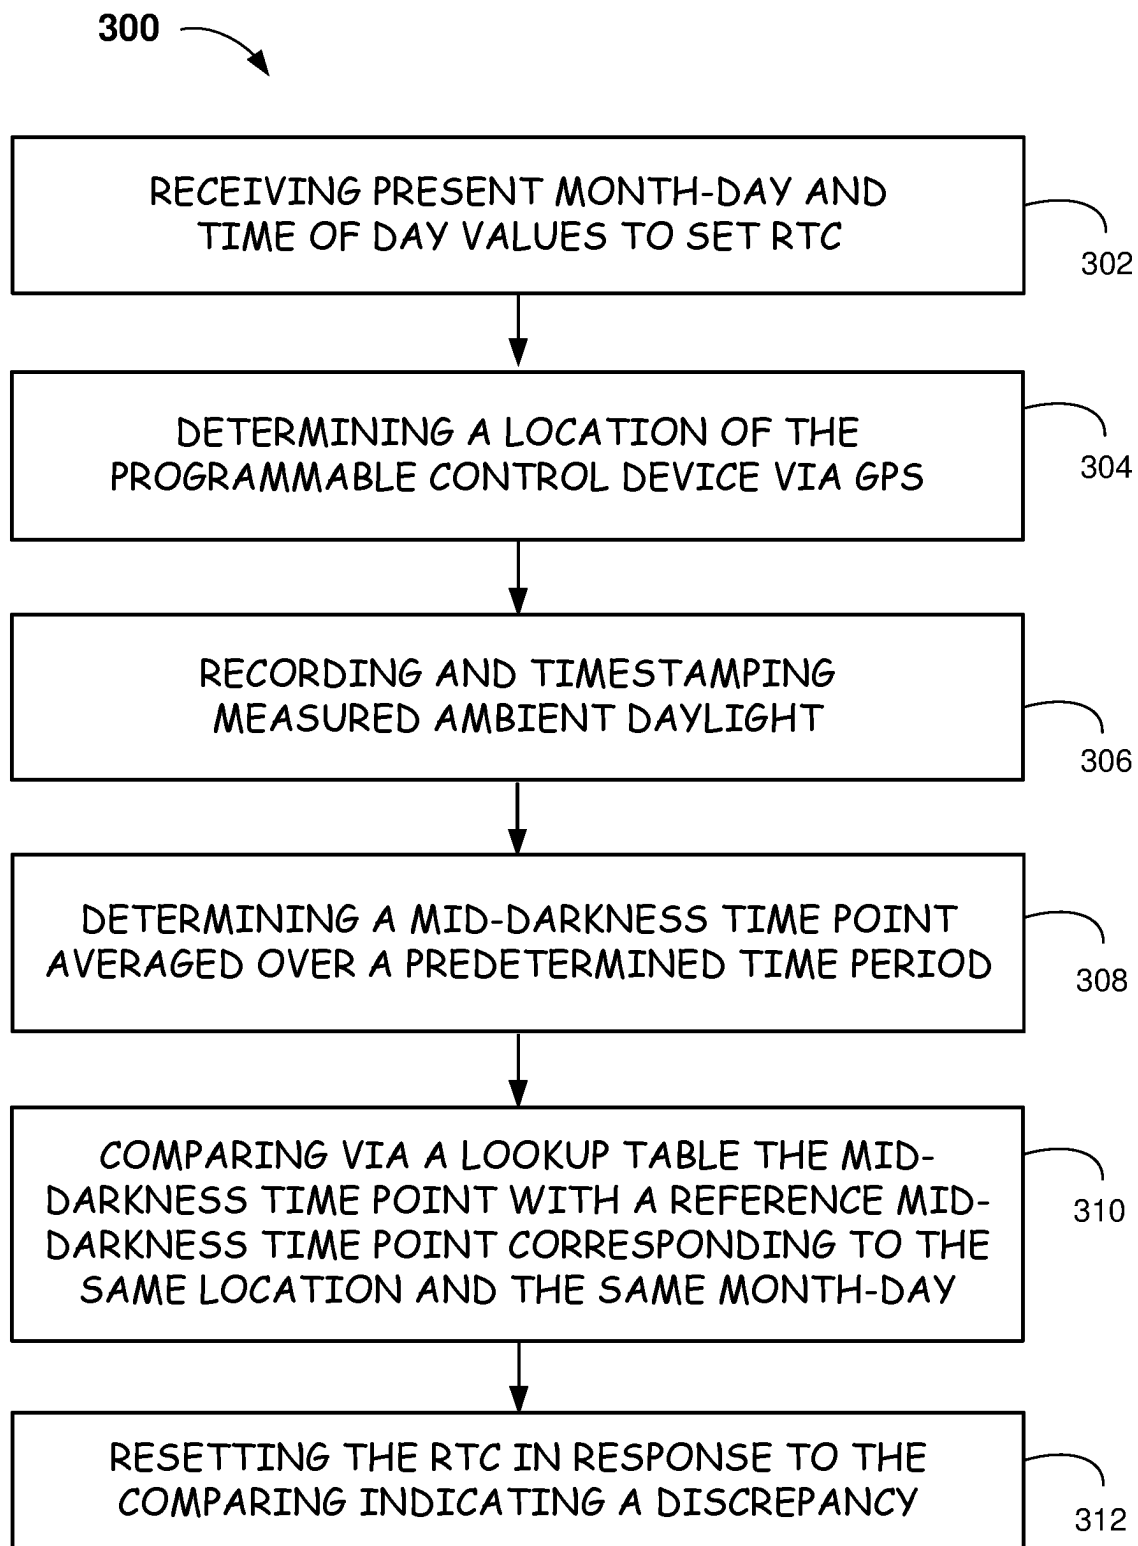 300
RECEIVING PRESENT MONTH-DAY AND
TIME OF DAY VALUES TO SET RTC
302
DETERMINING A LOCATION OF THE
PROGRAMMABLE CONTROL DEVICE VIA GPS
304
RECORDING AND TIMESTAMPING
MEASURED AMBIENT DAYLIGHT
306
DETERMINING A MID-DARKNESS TIME POINT
AVERAGED OVER A PREDETERMINED TIME PERIOD
308
COMPARING VIA A LOOKUP TABLE THE MID-
DARKNESS TIME POINT WITH A REFERENCE MID-
DARKNESS TIME POINT CORRESPONDING TO THE
SAME LOCATION AND THE SAME MONTH-DAY
310
RESETTING THE RTC IN RESPONSE TO THE
COMPARING INDICATING A DISCREPANCY
312